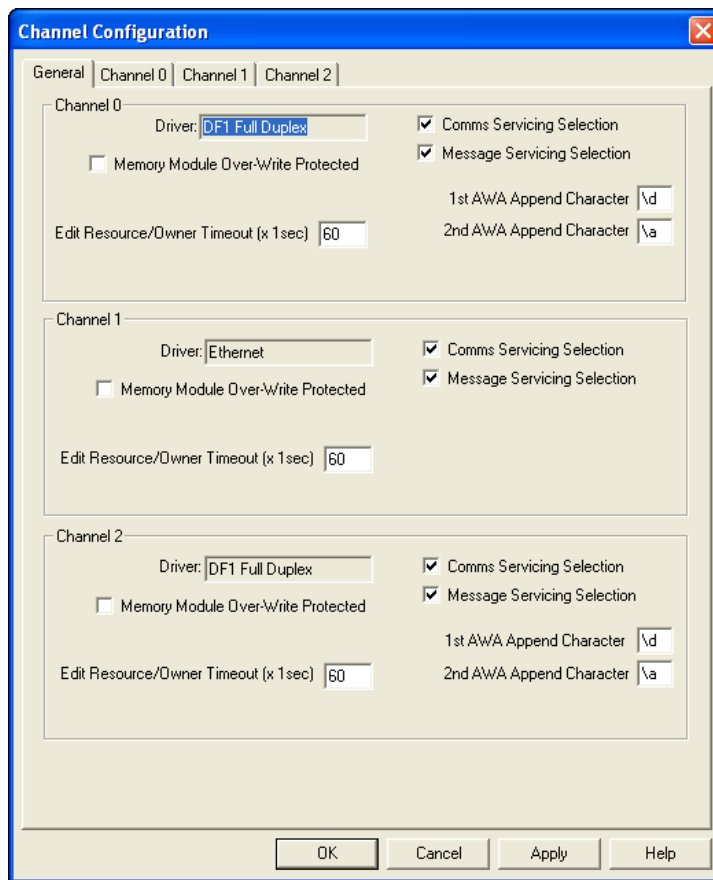 Channel Configuration
General Channel 0 Channel 1 Channel 2
Channel 0
Driver: DF1 Full Duplex
Comms Servicing Selection
Memory Module Over-Write Protected
Message Servicing Selection
1st AWA Append Character \d
Edit Resource/Owner Timeout (x 1sec) 60
2nd AWA Append Character \a
Channel 1
Driver: Ethernet
Comms Servicing Selection
Memory Module Over-Write Protected
Message Servicing Selection
Edit Resource/Owner Timeout (x 1sec) 60
Channel 2
Driver: DF1 Full Duplex
Comms Servicing Selection
Memory Module Over-Write Protected
Message Servicing Selection
1st AWA Append Character \d
Edit Resource/Owner Timeout (x 1sec) 60
2nd AWA Append Character \a
OK Cancel Apply Help